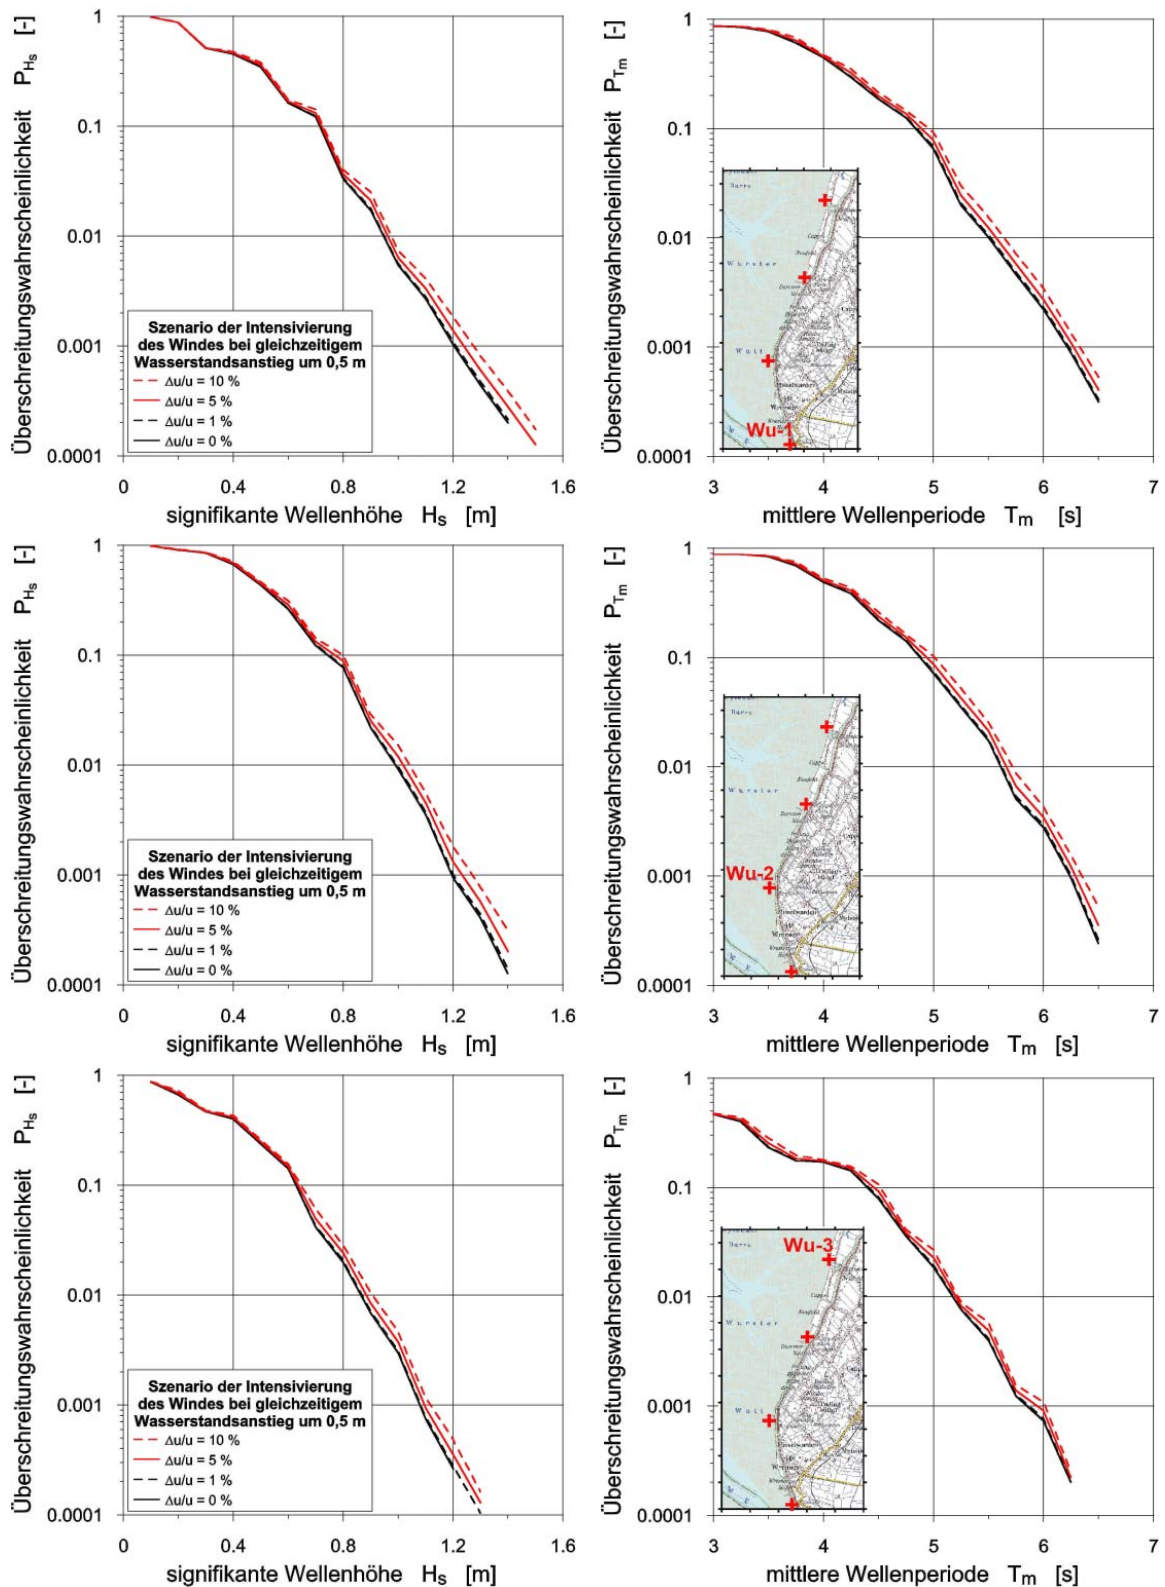 Überschreitungswahrscheinlichkeit P_Hs [-]
1
0.1
0.01
0.001
0.0001
Szenario der Intensivierung
des Windes bei gleichzeitigem
Wasserstandsanstieg um 0,5 m
Δu/u = 10 %
Δu/u = 5 %
Δu/u = 1 %
Δu/u = 0 %
0 0.4 0.8 1.2 1.6
signifikante Wellenhöhe H_s [m]
Überschreitungswahrscheinlichkeit P_Tm [-]
1
0.1
0.01
0.001
0.0001
Wurster
Watt
Wu-1
3 4 5 6 7
mittlere Wellenperiode T_m [s]
Überschreitungswahrscheinlichkeit P_Hs [-]
1
0.1
0.01
0.001
0.0001
Szenario der Intensivierung
des Windes bei gleichzeitigem
Wasserstandsanstieg um 0,5 m
Δu/u = 10 %
Δu/u = 5 %
Δu/u = 1 %
Δu/u = 0 %
0 0.4 0.8 1.2 1.6
signifikante Wellenhöhe H_s [m]
Überschreitungswahrscheinlichkeit P_Tm [-]
1
0.1
0.01
0.001
0.0001
Wurster
Wu-2
3 4 5 6 7
mittlere Wellenperiode T_m [s]
Überschreitungswahrscheinlichkeit P_Hs [-]
1
0.1
0.01
0.001
0.0001
Szenario der Intensivierung
des Windes bei gleichzeitigem
Wasserstandsanstieg um 0,5 m
Δu/u = 10 %
Δu/u = 5 %
Δu/u = 1 %
Δu/u = 0 %
0 0.4 0.8 1.2 1.6
signifikante Wellenhöhe H_s [m]
Überschreitungswahrscheinlichkeit P_Tm [-]
1
0.1
0.01
0.001
0.0001
Wu-3
Wurster
Watt
3 4 5 6 7
mittlere Wellenperiode T_m [s]